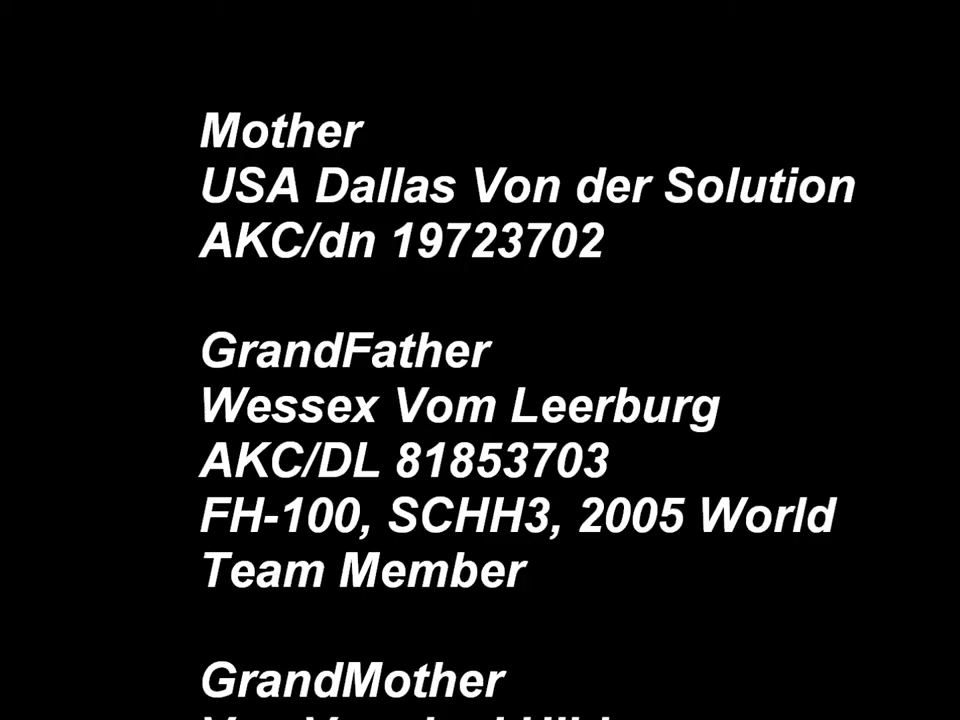 Mother
USA Dallas Von der Solution
AKC/dn 19723702
GrandFather
Wessex Vom Leerburg
AKC/DL 81853703
FH-100, SCHH3, 2005 World
Team Member
GrandMother